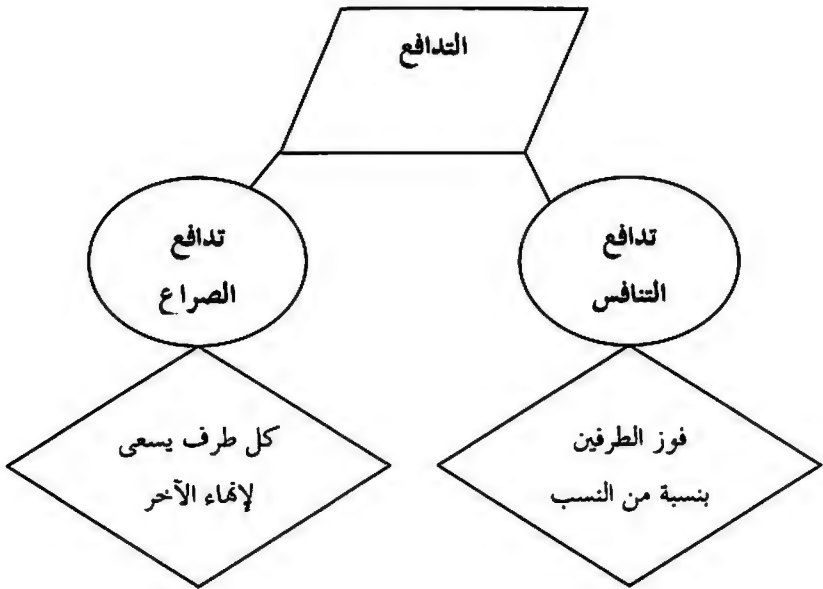 التدافع
تدافع
التنافس
تدافع
الصراع
فوز الطرفين
بنسبة من النسب
كل طرف يسعى
لإنهاء الآخر